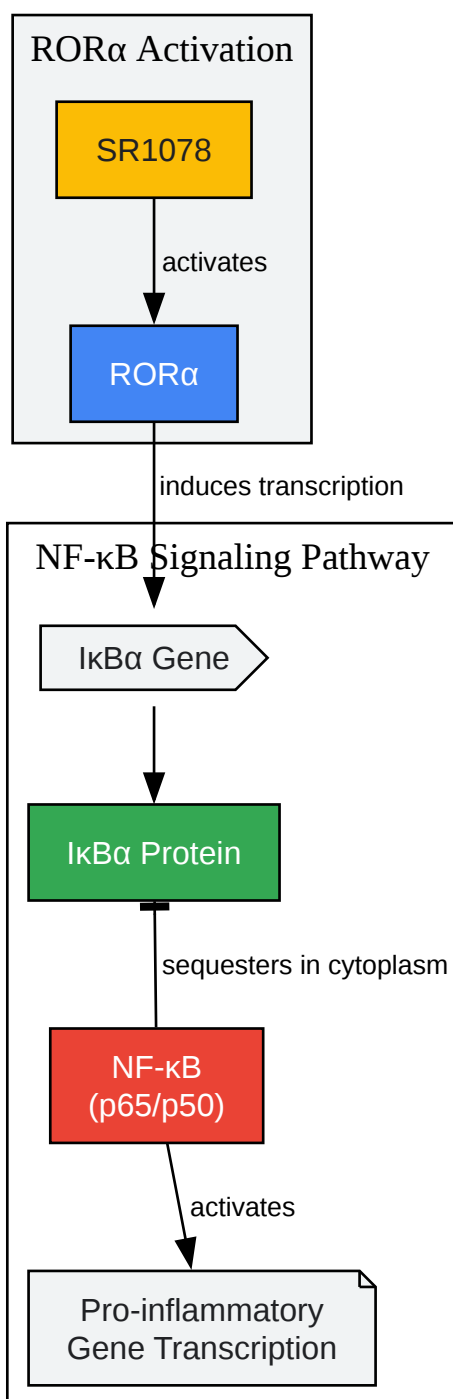 RORα Activation
SR1078
activates
RORα
induces transcription
NF-κB Signaling Pathway
IκBα Gene
IκBα Protein
sequesters in cytoplasm
NF-κB
(p65/p50)
activates
Pro-inflammatory
Gene Transcription